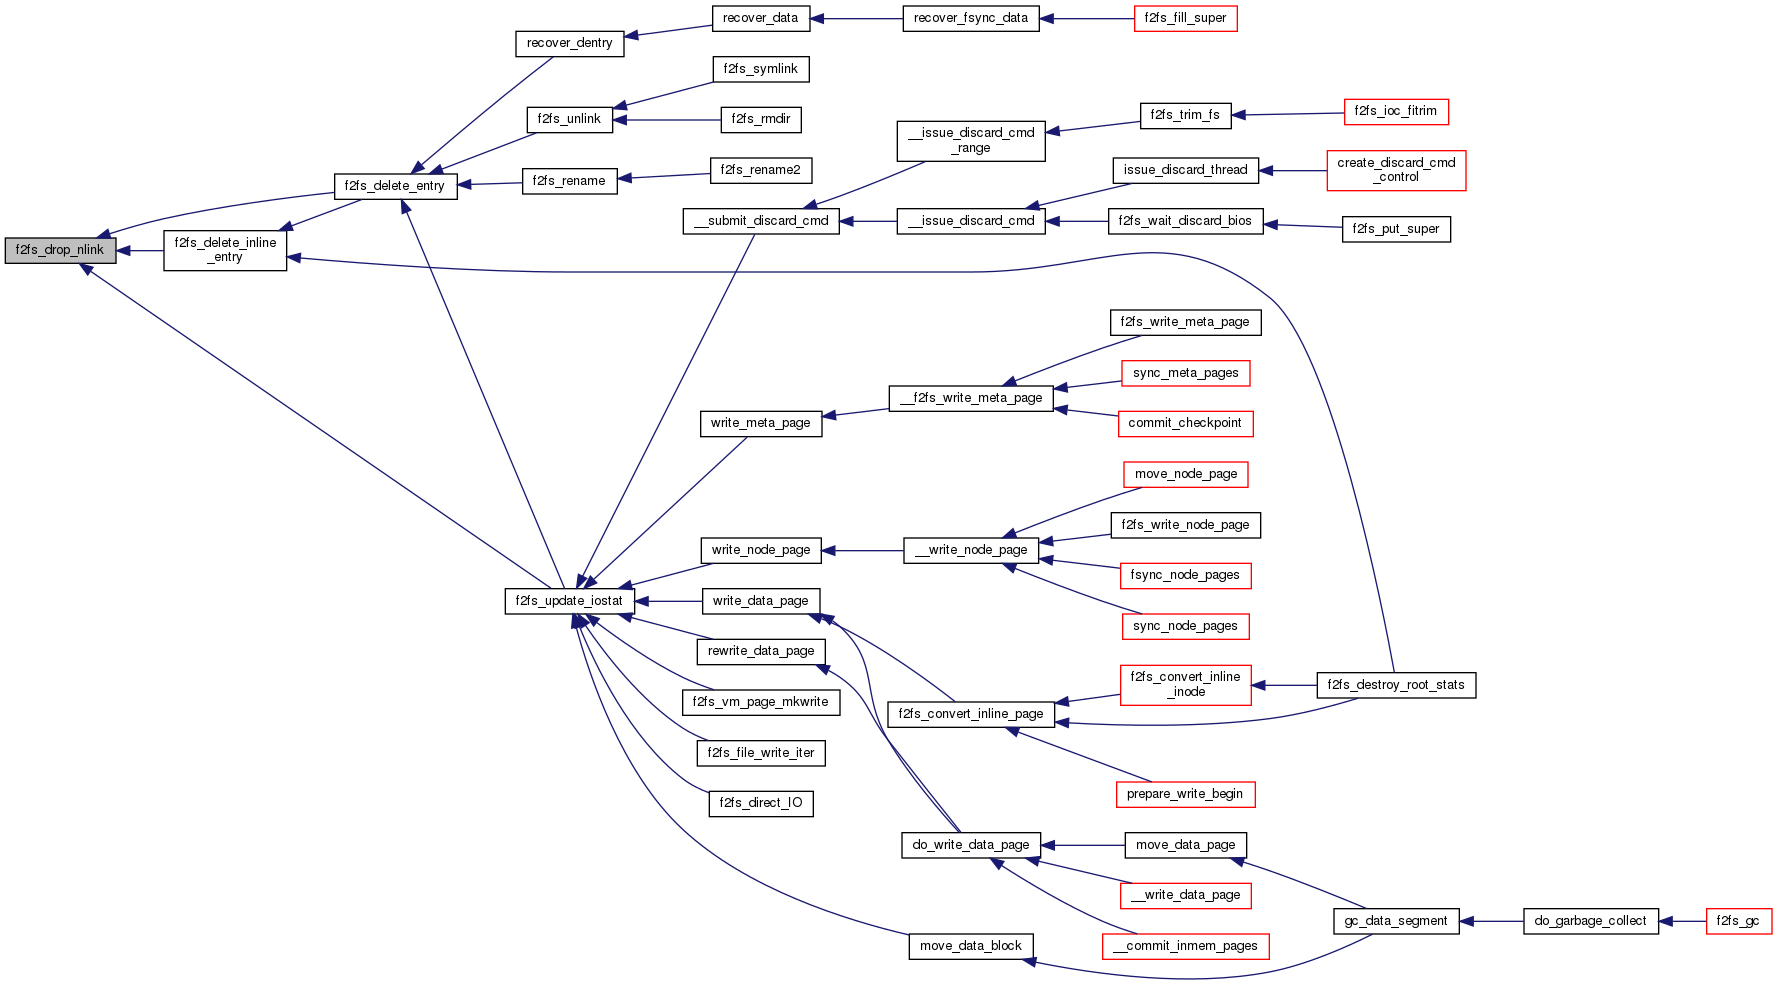 recover_data
recover_fsync_data
f2fs_fill_super
recover_dentry
f2fs_symlink
f2fs_unlink
f2fs_rmdir
__issue_discard_cmd
_range
f2fs_trim_fs
f2fs_ioc_fitrim
f2fs_delete_entry
f2fs_rename
f2fs_rename2
issue_discard_thread
create_discard_cmd
_control
__submit_discard_cmd
__issue_discard_cmd
f2fs_wait_discard_bios
f2fs_put_super
f2fs_drop_nlink
f2fs_delete_inline
_entry
f2fs_write_meta_page
sync_meta_pages
__f2fs_write_meta_page
write_meta_page
commit_checkpoint
move_node_page
f2fs_write_node_page
write_node_page
__write_node_page
fsync_node_pages
f2fs_update_iostat
write_data_page
sync_node_pages
rewrite_data_page
f2fs_convert_inline
_inode
f2fs_destroy_root_stats
f2fs_vm_page_mkwrite
f2fs_convert_inline_page
f2fs_file_write_iter
prepare_write_begin
f2fs_direct_IO
do_write_data_page
move_data_page
__write_data_page
gc_data_segment
do_garbage_collect
f2fs_gc
move_data_block
__commit_inmem_pages